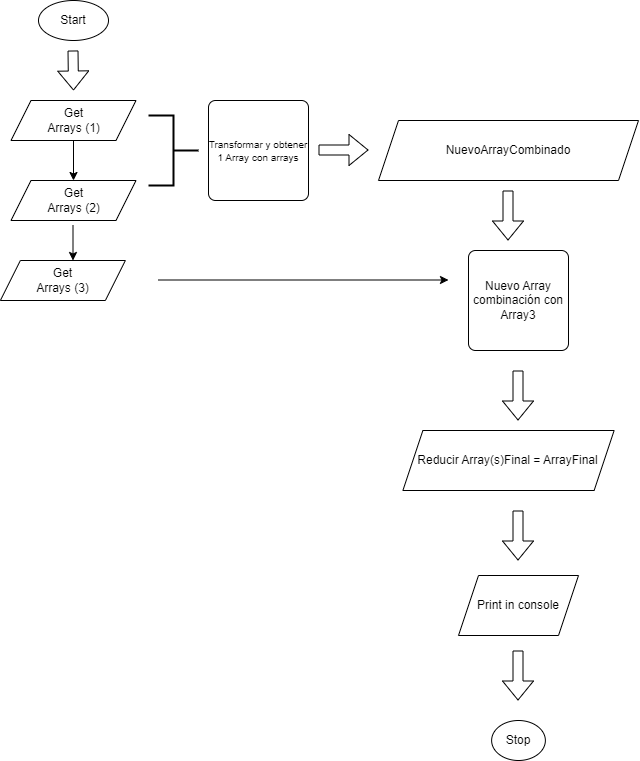 Start
Get
Arrays (1)
Get
Arrays (2)
Get
Arrays (3)
Transformar y obtener
1 Array con arrays
NuevoArrayCombinado
Nuevo Array
combinación con
Array3
Reducir Array(s)Final = ArrayFinal
Print in console
Stop